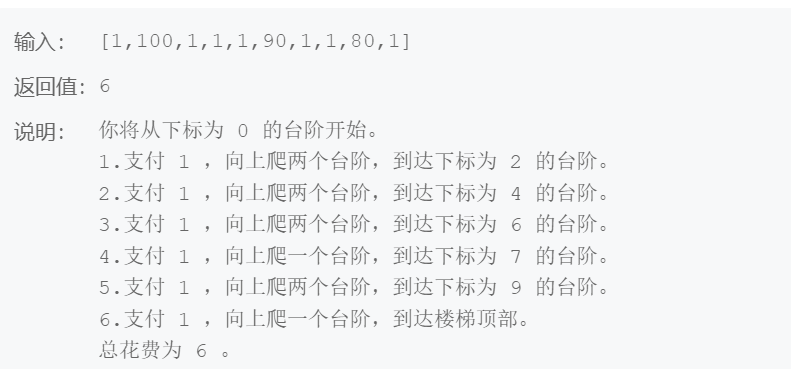 输入： [1,100,1,1,1,90,1,1,80,1]
返回值： 6
说明： 你将从下标为 0 的台阶开始。
1.支付 1 ，向上爬两个台阶，到达下标为 2 的台阶。
2.支付 1 ，向上爬两个台阶，到达下标为 4 的台阶。
3.支付 1 ，向上爬两个台阶，到达下标为 6 的台阶。
4.支付 1 ，向上爬一个台阶，到达下标为 7 的台阶。
5.支付 1 ，向上爬两个台阶，到达下标为 9 的台阶。
6.支付 1 ，向上爬一个台阶，到达楼梯顶部。
总花费为 6 。